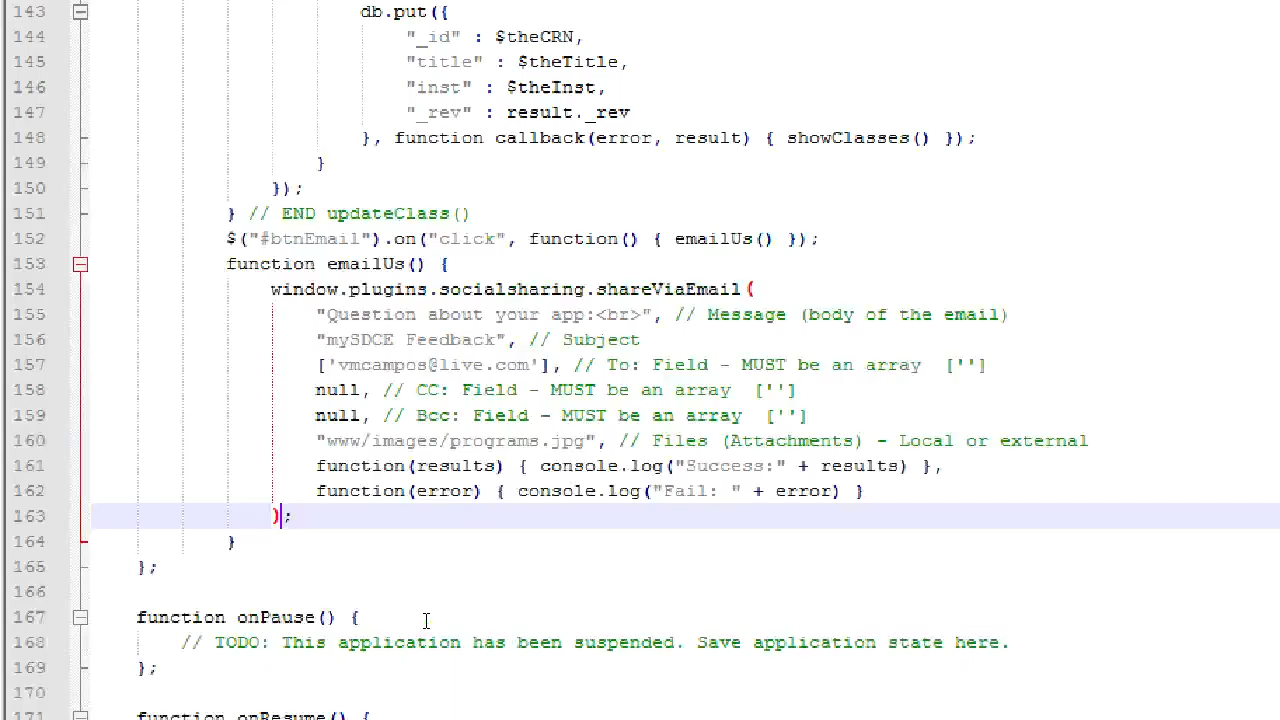 143 db.put({
144 "_id" : $theCRN,
145 "title" : $theTitle,
146 "inst" : $theInst,
147 "_rev" : result._rev
148 }, function callback(error, result) { showClasses() });
149 }
150 });
151 } // END updateClass()
152 $("#btnEmail").on("click", function() { emailUs() });
153 function emailUs() {
154 window.plugins.socialsharing.shareViaEmail(
155 "Question about your app:<br>", // Message (body of the email)
156 "mySDCE Feedback", // Subject
157 ['vmcampos@live.com'], // To: Field - MUST be an array  ['']
158 null, // CC: Field - MUST be an array  ['']
159 null, // Bcc: Field - MUST be an array  ['']
160 "www/images/programs.jpg", // Files (Attachments) - Local or external
161 function(results) { console.log("Success:" + results) },
162 function(error) { console.log("Fail: " + error) }
163 );
164 }
165 };
166
167 function onPause() {
168 // TODO: This application has been suspended. Save application state here.
169 };
170
171 function onResume() {